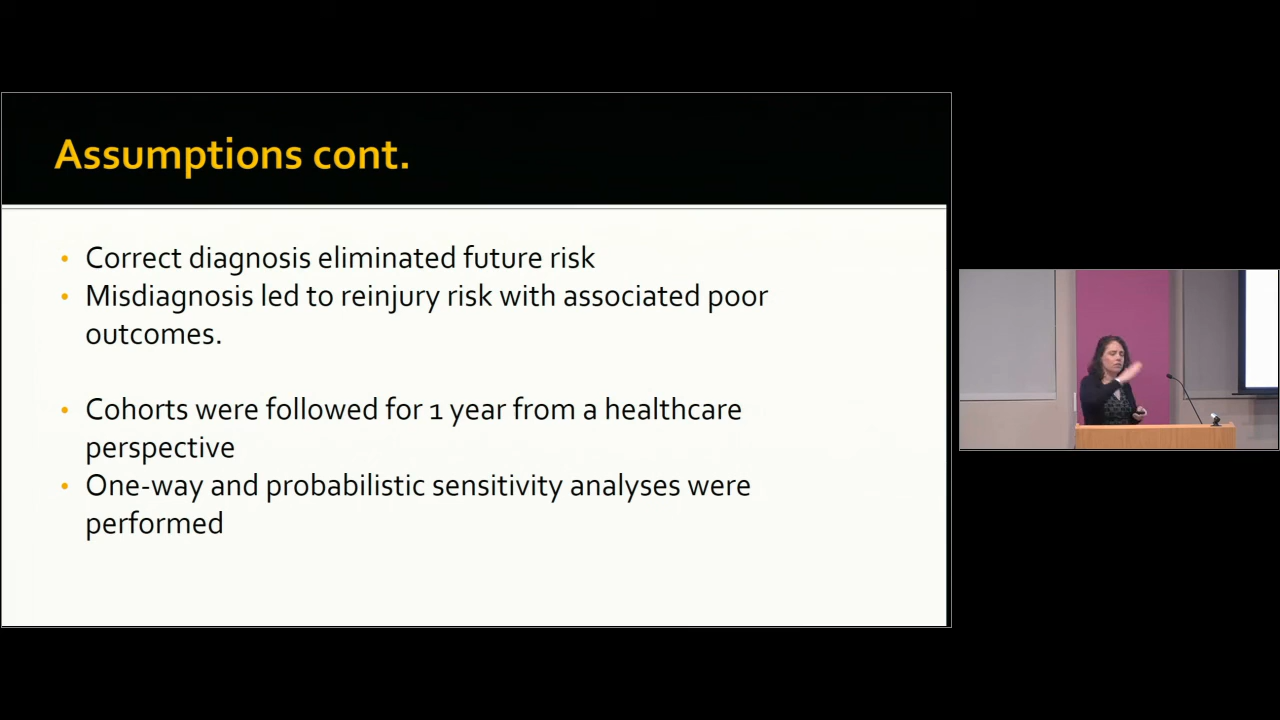 Assumptions cont.
• Correct diagnosis eliminated future risk
• Misdiagnosis led to reinjury risk with associated poor
outcomes.
• Cohorts were followed for 1 year from a healthcare
perspective
• One-way and probabilistic sensitivity analyses were
performed